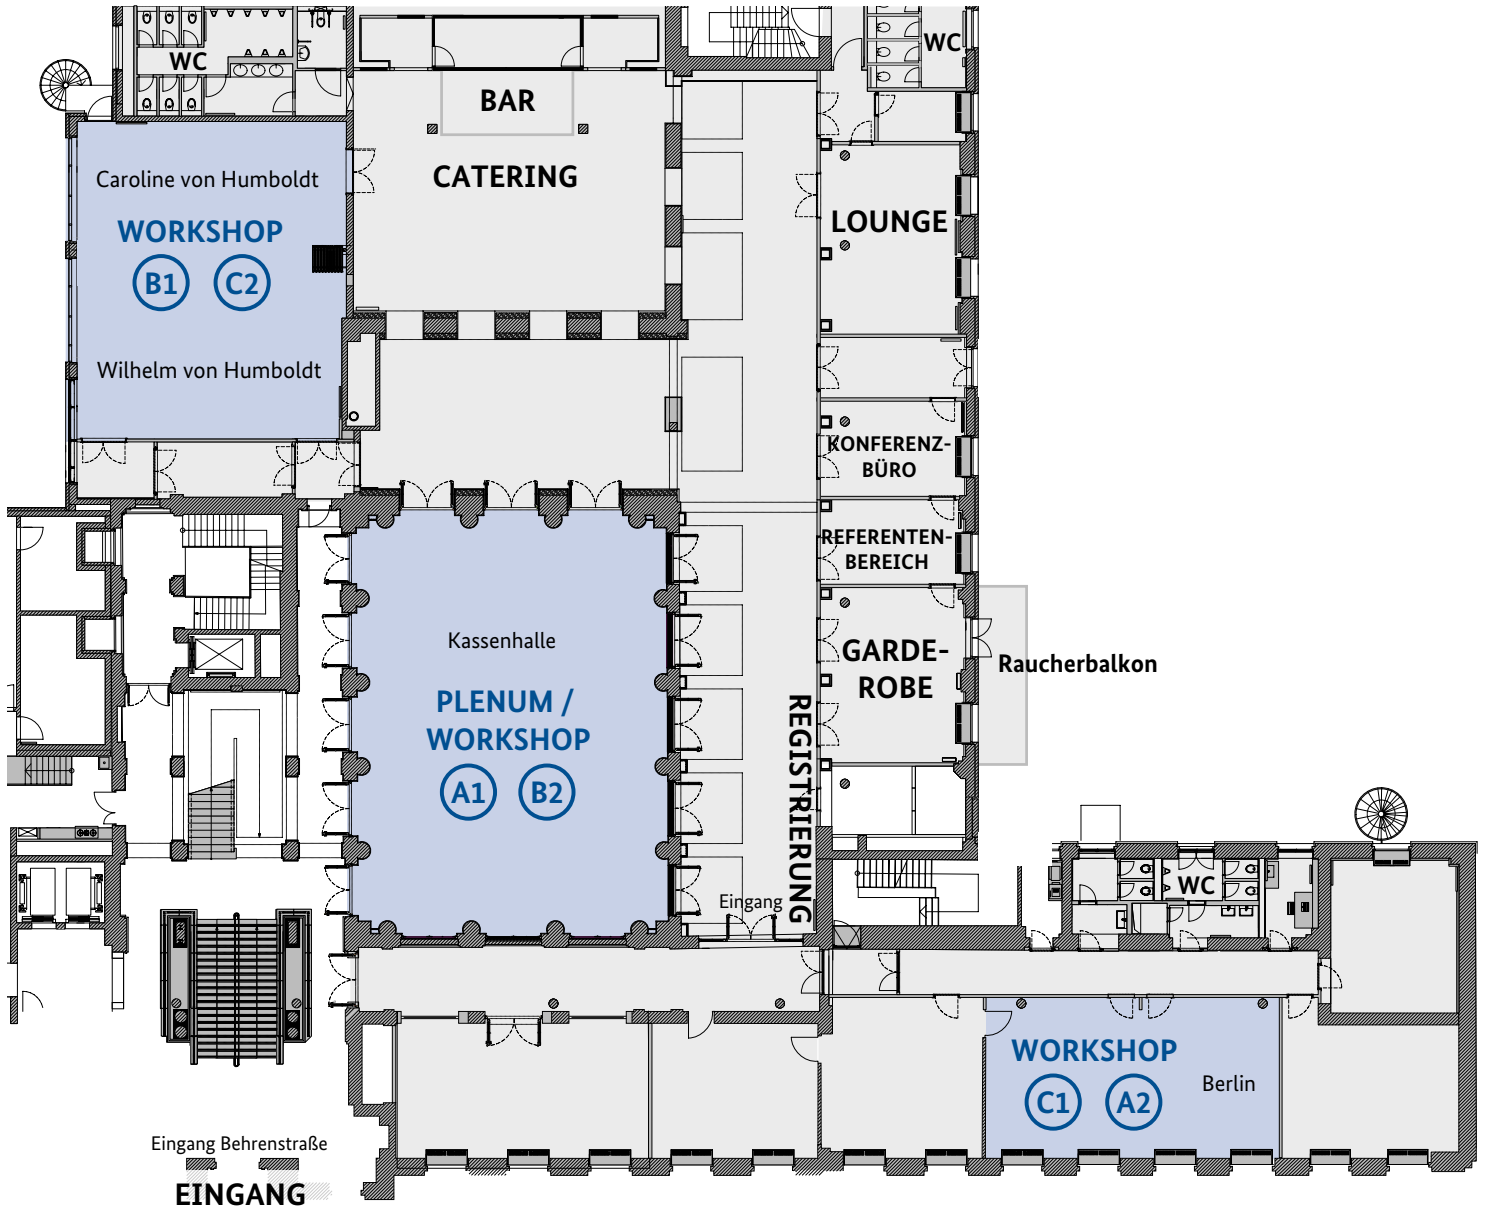 WC
WC
BAR
CATERING
Caroline von Humboldt
WORKSHOP
B1
C2
Wilhelm von Humboldt
LOUNGE
KONFERENZ-
BÜRO
REFERENTEN-
BEREICH
GARDE-
ROBE
Raucherbalkon
Kassenhalle
PLENUM /
WORKSHOP
A1
B2
REGISTRIERUNG
Eingang
WC
WORKSHOP
C1
A2
Berlin
Eingang Behrenstraße
EINGANG